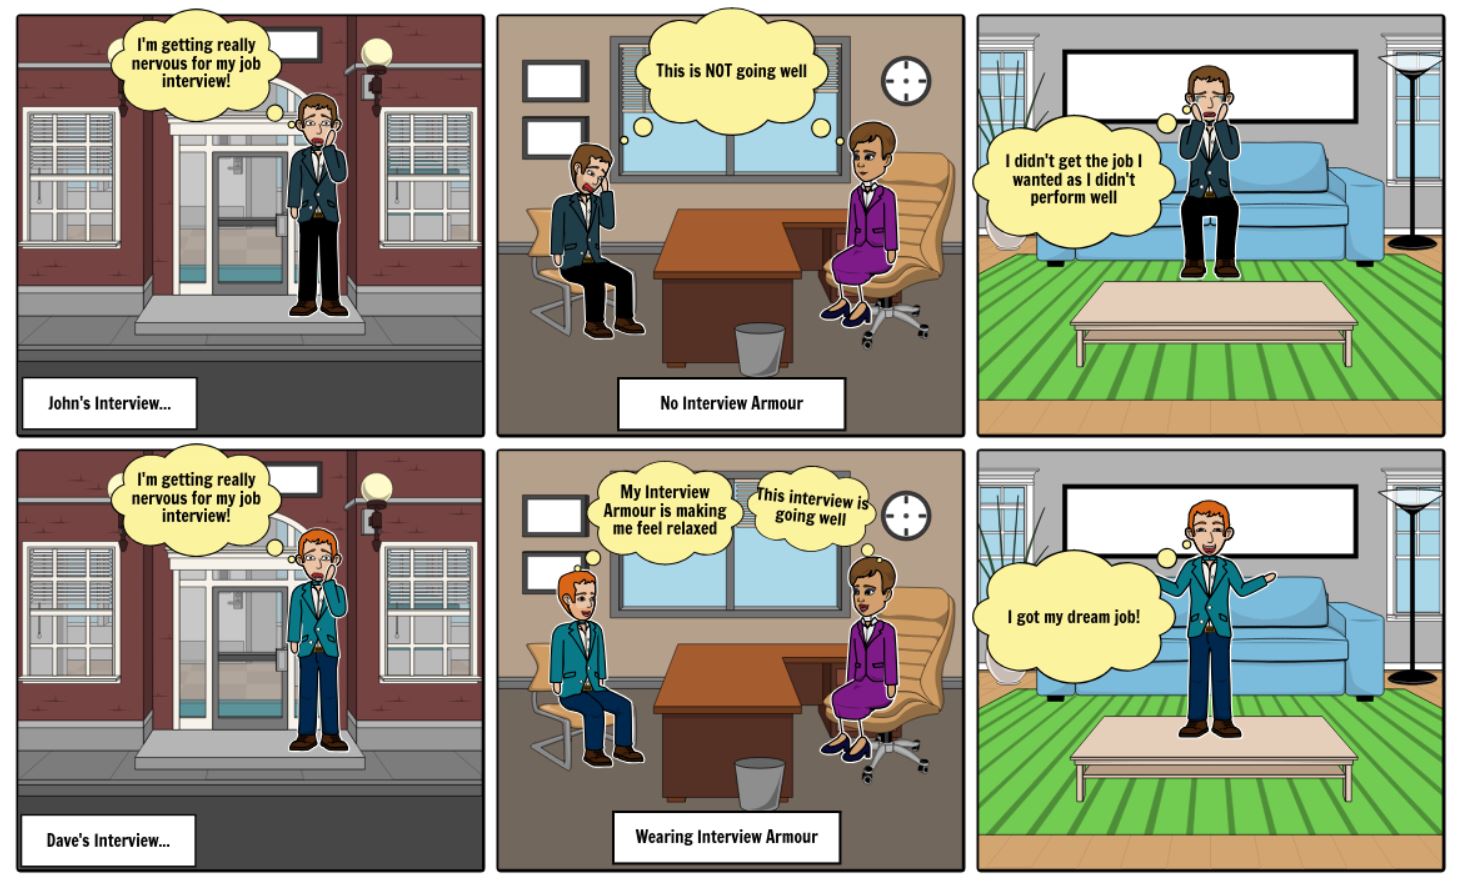 I'm getting really
nervous for my job
interview!
John's Interview...
This is NOT going well
No Interview Armour
I didn't get the job I
wanted as I didn't
perform well
I'm getting really
nervous for my job
interview!
Dave's Interview...
My Interview
Armour is making
me feel relaxed
This interview is
going well
Wearing Interview Armour
I got my dream job!